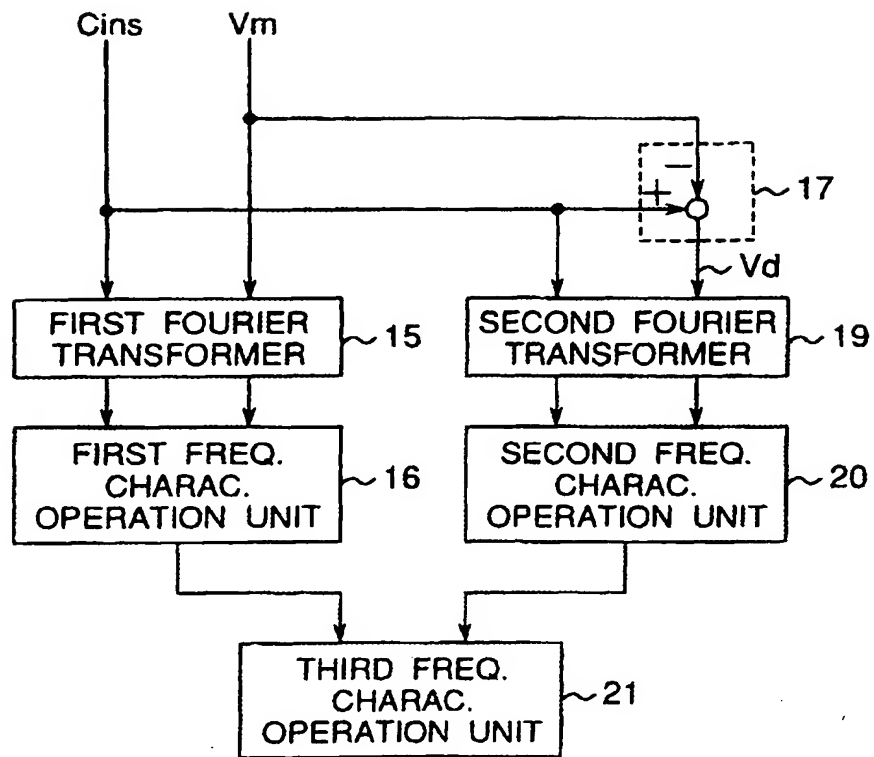 Cins Vm
− + 17
Vd
FIRST FOURIER
TRANSFORMER
15
SECOND FOURIER
TRANSFORMER
19
FIRST FREQ.
CHARAC.
OPERATION UNIT
16
SECOND FREQ.
CHARAC.
OPERATION UNIT
20
THIRD FREQ.
CHARAC.
OPERATION UNIT
21